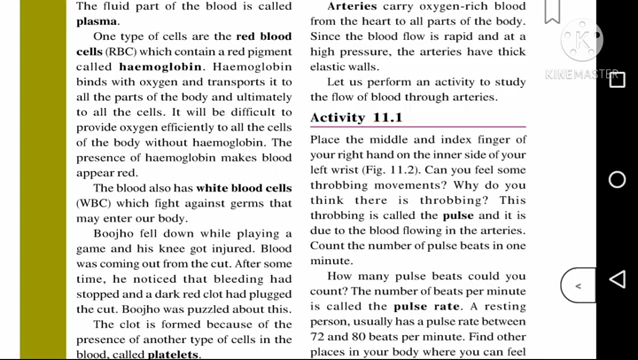 The fluid part of the blood is called
plasma.
One type of cells are the red blood
cells (RBC) which contain a red pigment
called haemoglobin. Haemoglobin
binds with oxygen and transports it to
all the parts of the body and ultimately
to all the cells. It will be difficult to
provide oxygen efficiently to all the cells
of the body without haemoglobin. The
presence of haemoglobin makes blood
appear red.
The blood also has white blood cells
(WBC) which fight against germs that
may enter our body.
Boojho fell down while playing a
game and his knee got injured. Blood
was coming out from the cut. After some
time, he noticed that bleeding had
stopped and a dark red clot had plugged
the cut. Boojho was puzzled about this.
The clot is formed because of the
presence of another type of cells in the
blood, called platelets.
Arteries carry oxygen-rich blood
from the heart to all parts of the body.
Since the blood flow is rapid and at a
high pressure, the arteries have thick
elastic walls.
Let us perform an activity to study
the flow of blood through arteries.
Activity 11.1
Place the middle and index finger of
your right hand on the inner side of your
left wrist (Fig. 11.2). Can you feel some
throbbing movements? Why do you
think there is throbbing? This
throbbing is called the pulse and it is
due to the blood flowing in the arteries.
Count the number of pulse beats in one
minute.
How many pulse beats could you
count? The number of beats per minute
is called the pulse rate. A resting
person, usually has a pulse rate between
72 and 80 beats per minute. Find other
places in your body where you can feel
KINEMASTER